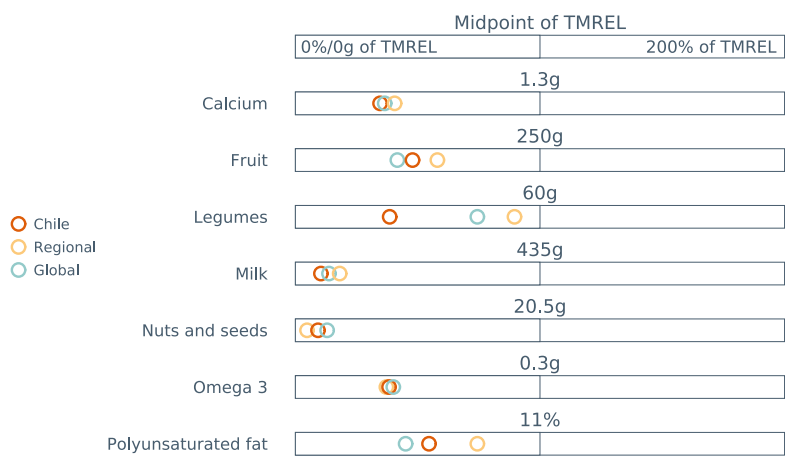 Midpoint of TMREL
0%/0g of TMREL 200% of TMREL
1.3g
Calcium
250g
Fruit
60g
Legumes
435g
Milk
20.5g
Nuts and seeds
0.3g
Omega 3
11%
Polyunsaturated fat
Chile
Regional
Global